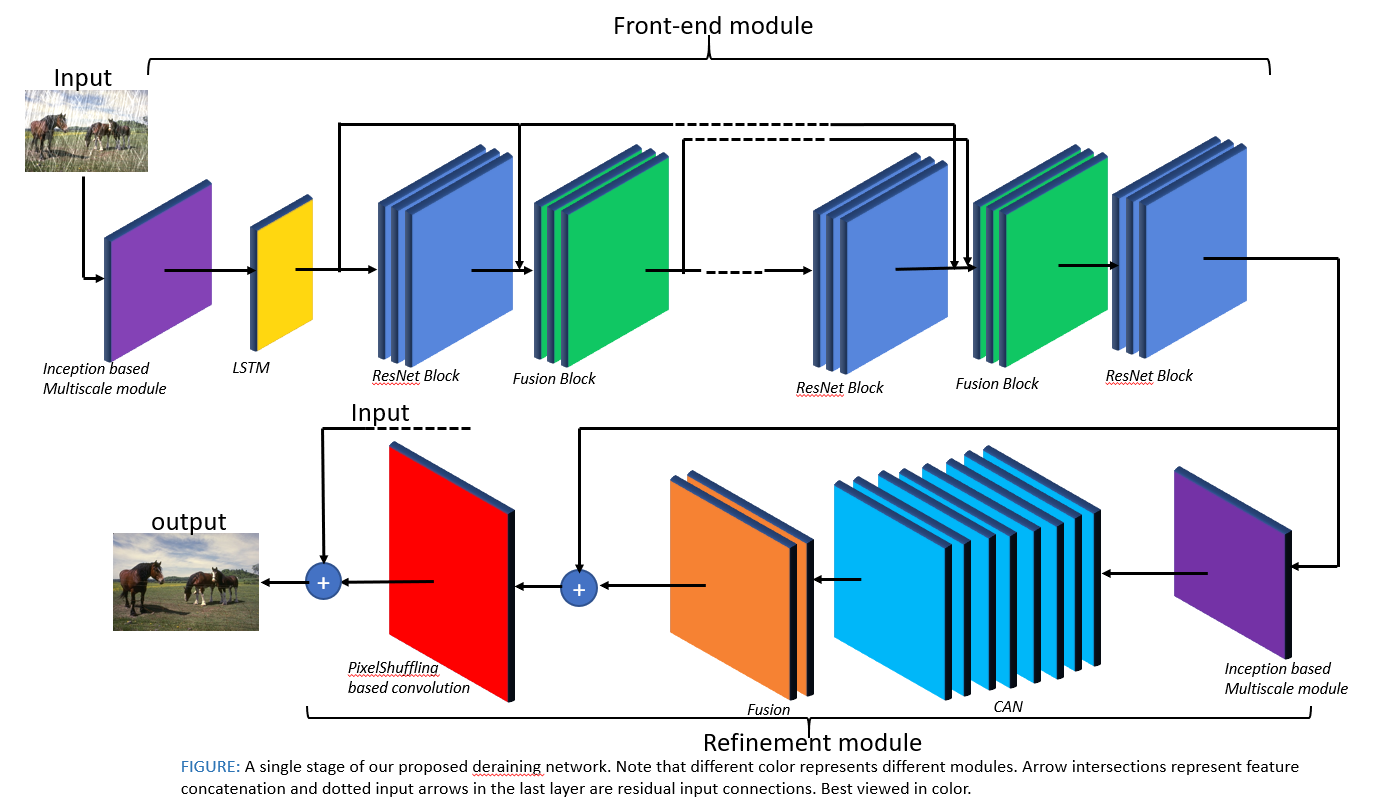 Front-end module
Input
Inception based
Multiscale module
LSTM
ResNet Block
Fusion Block
ResNet Block
Fusion Block
ResNet Block
Input
output
+
+
PixelShuffling
based convolution
Fusion
CAN
Inception based
Multiscale module
Refinement module
FIGURE: A single stage of our proposed deraining network. Note that different color represents different modules. Arrow intersections represent feature
concatenation and dotted input arrows in the last layer are residual input connections. Best viewed in color.